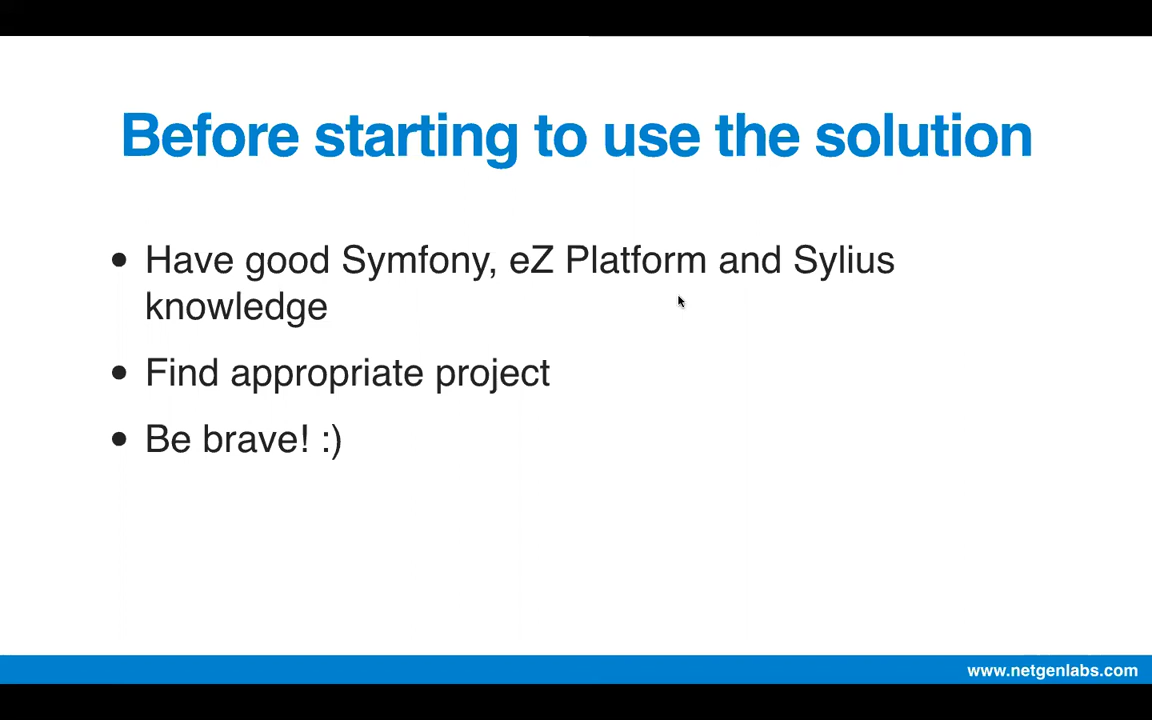 Before starting to use the solution
• Have good Symfony, eZ Platform and Sylius
knowledge
• Find appropriate project
• Be brave! :)
www.netgenlabs.com